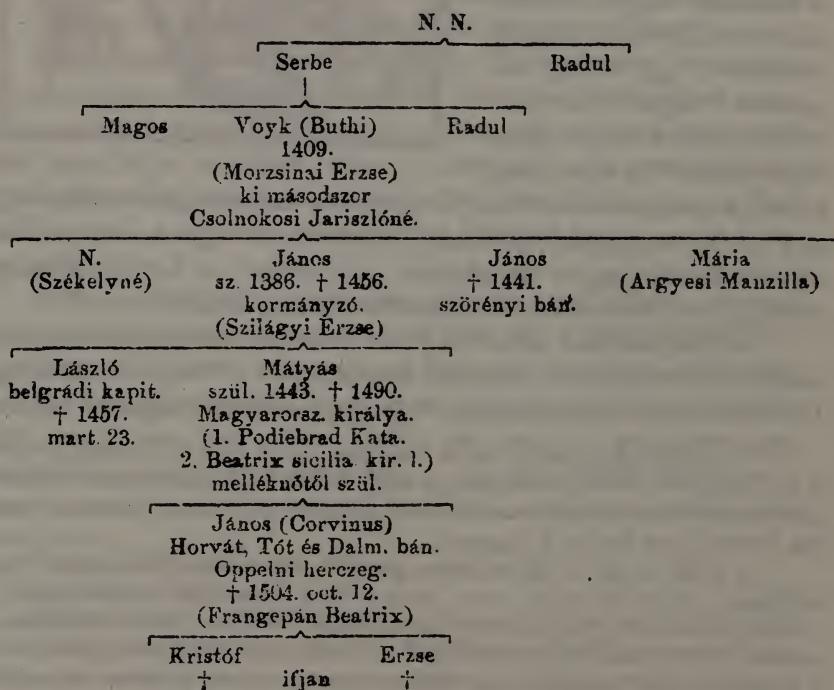 N. N.
Serbe Radul
Magos Voyk (Buthi) Radul
1409.
(Morzsinai Erzse)
ki másodszor
Csolnokosi Jariszlóné.
N. János János Mária
(Székelyné) sz. 1386. † 1456. † 1441. (Argyesi Manzilla)
kormányzó. szörényi bán.
(Szilágyi Erzse)
László Mátyás
belgrádi kapit. szül. 1443. † 1490.
† 1457. Magyarorsz. királya.
mart. 23. (1. Podiebrad Kata.
2. Beatrix sicilia kir. l.)
melléknőtől szül.
János (Corvinus)
Horvát, Tót és Dalm. bán.
Oppelni herczeg.
† 1504. oct. 12.
(Frangepán Beatrix)
Kristóf Erzse
† ifjan †